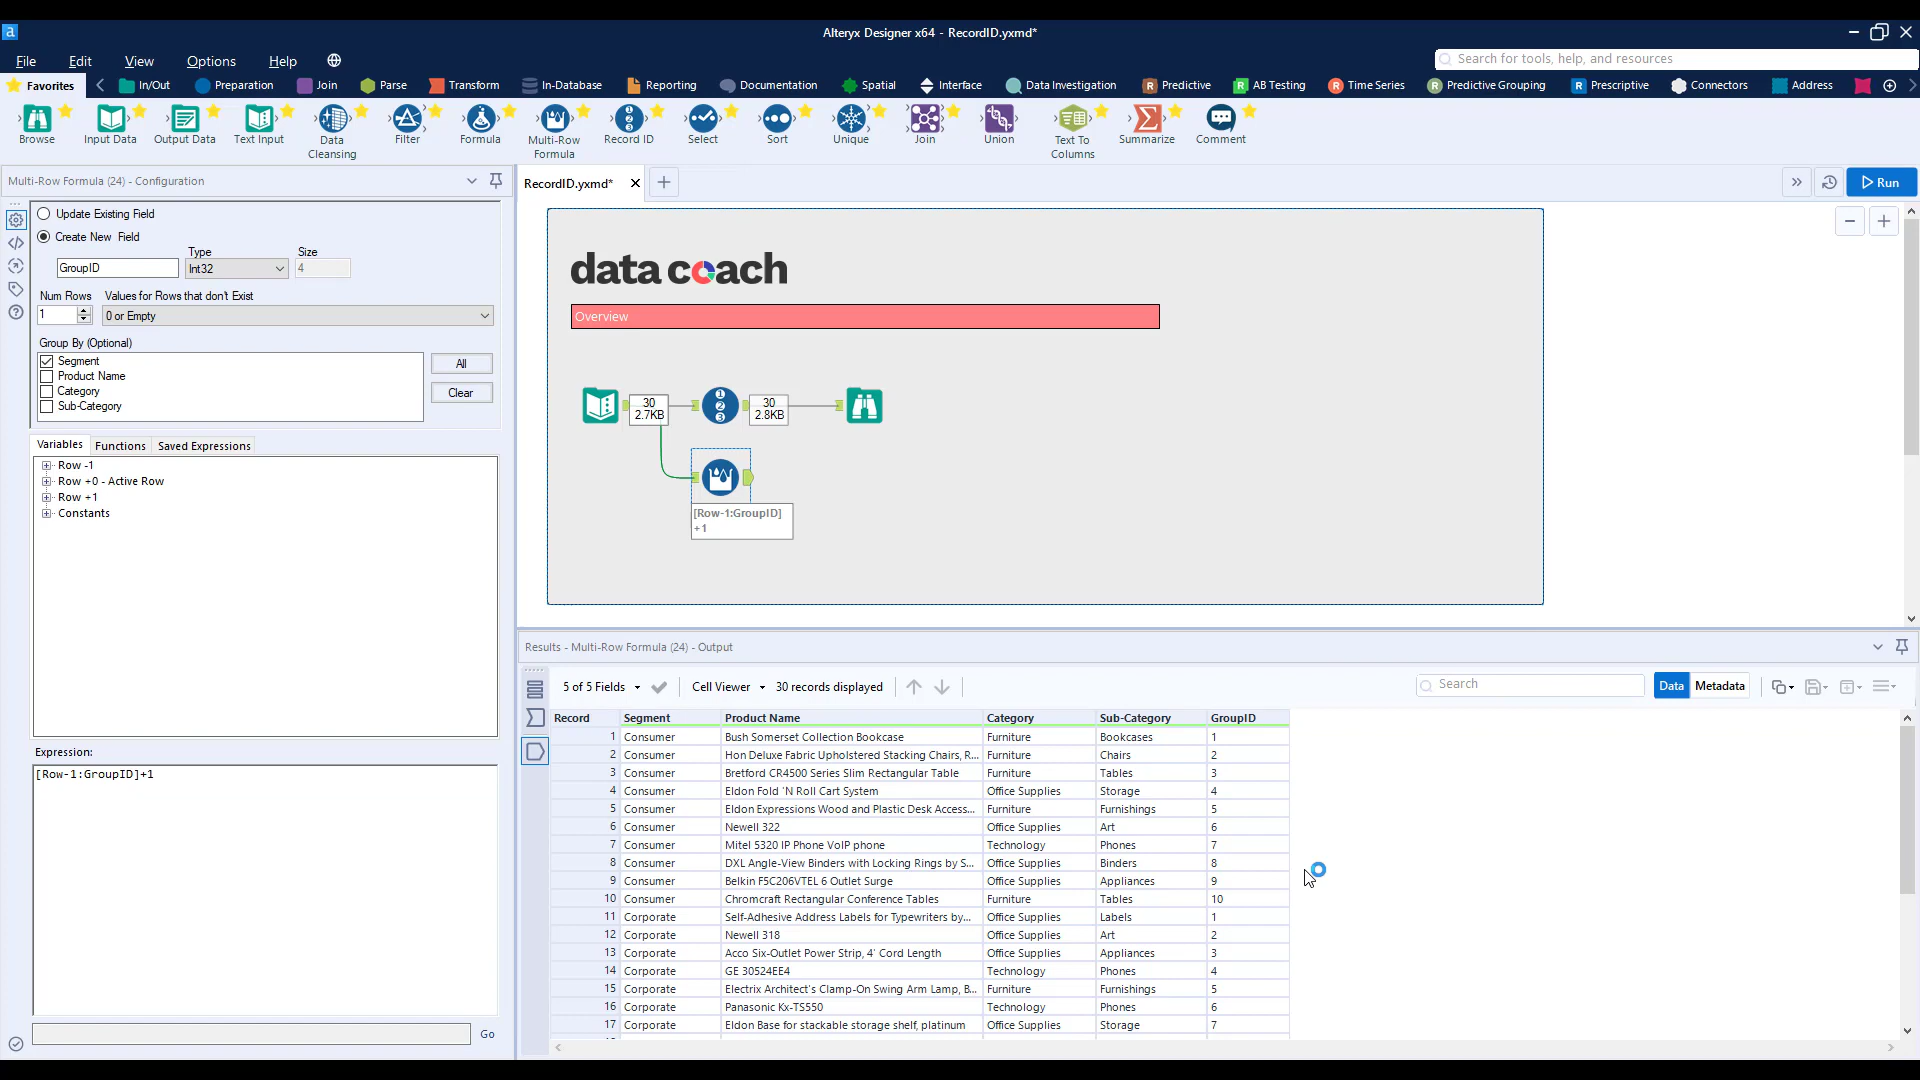 Alteryx Designer x64 - RecordID.yxmd*
File Edit View Options Help
Search for tools, help, and resources
Favorites In/Out Preparation Join Parse Transform In-Database Reporting Documentation Spatial Interface Data Investigation Predictive AB Testing Time Series Predictive Grouping Prescriptive Connectors Address
Browse Input Data Output Data Text Input Data Cleansing Filter Formula Multi-Row Formula Record ID Select Sort Unique Join Union Text To Columns Summarize Comment
Multi-Row Formula (24) - Configuration
RecordID.yxmd*
Run
Update Existing Field
Create New Field
Type
Size
GroupID
Int32
4
Num Rows
Values for Rows that don't Exist
1
0 or Empty
Group By (Optional)
Segment
Product Name
Category
Sub-Category
All
Clear
Variables Functions Saved Expressions
Row -1
Row +0 - Active Row
Row +1
Constants
Expression:
[Row-1:GroupID]+1
Go
data coach
Overview
30
2.7KB
1
2
3
30
2.8KB
[Row-1:GroupID]
+1
Results - Multi-Row Formula (24) - Output
5 of 5 Fields Cell Viewer 30 records displayed Search Data Metadata
Record Segment Product Name Category Sub-Category GroupID
1 Consumer Bush Somerset Collection Bookcase Furniture Bookcases 1
2 Consumer Hon Deluxe Fabric Upholstered Stacking Chairs, R... Furniture Chairs 2
3 Consumer Bretford CR4500 Series Slim Rectangular Table Furniture Tables 3
4 Consumer Eldon Fold 'N Roll Cart System Office Supplies Storage 4
5 Consumer Eldon Expressions Wood and Plastic Desk Access... Furniture Furnishings 5
6 Consumer Newell 322 Office Supplies Art 6
7 Consumer Mitel 5320 IP Phone VoIP phone Technology Phones 7
8 Consumer DXL Angle-View Binders with Locking Rings by S... Office Supplies Binders 8
9 Consumer Belkin F5C206VTEL 6 Outlet Surge Office Supplies Appliances 9
10 Consumer Chromcraft Rectangular Conference Tables Furniture Tables 10
11 Corporate Self-Adhesive Address Labels for Typewriters by... Office Supplies Labels 1
12 Corporate Newell 318 Office Supplies Art 2
13 Corporate Acco Six-Outlet Power Strip, 4' Cord Length Office Supplies Appliances 3
14 Corporate GE 30524EE4 Technology Phones 4
15 Corporate Electrix Architect's Clamp-On Swing Arm Lamp, B... Furniture Furnishings 5
16 Corporate Panasonic Kx-TS550 Technology Phones 6
17 Corporate Eldon Base for stackable storage shelf, platinum Office Supplies Storage 7